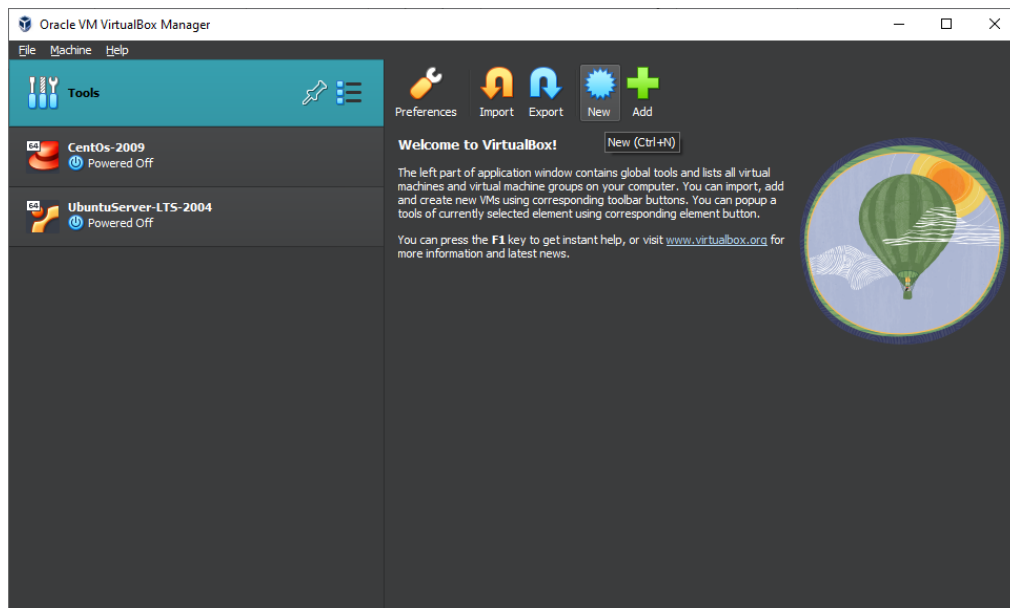 Oracle VM VirtualBox Manager
File Machine Help
Tools
64
CentOs-2009
Powered Off
64
UbuntuServer-LTS-2004
Powered Off
Preferences Import Export New Add
New (Ctrl+N)
Welcome to VirtualBox!
The left part of application window contains global tools and lists all virtual
machines and virtual machine groups on your computer. You can import, add
and create new VMs using corresponding toolbar buttons. You can popup a
tools of currently selected element using corresponding element button.
You can press the F1 key to get instant help, or visit www.virtualbox.org for
more information and latest news.